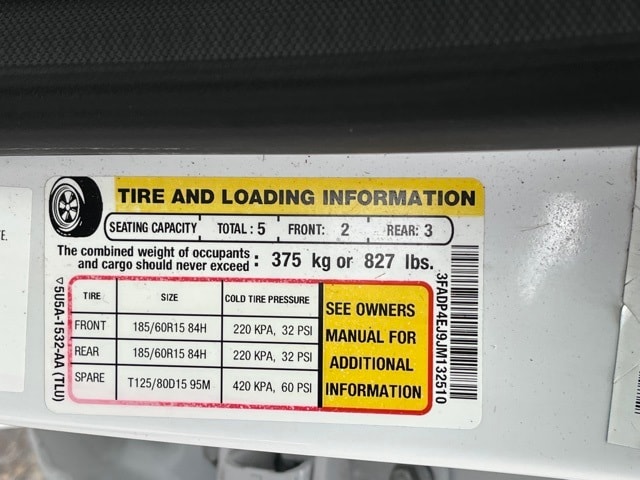 TIRE AND LOADING INFORMATION
SEATING CAPACITY TOTAL : 5 FRONT: 2 REAR: 3
The combined weight of occupants and cargo should never exceed : 375 kg or 827 lbs.
TIRE SIZE COLD TIRE PRESSURE
FRONT 185/60R15 84H 220 KPA, 32 PSI
REAR 185/60R15 84H 220 KPA, 32 PSI
SPARE T125/80D15 95M 420 KPA, 60 PSI
SEE OWNERS
MANUAL FOR
ADDITIONAL
INFORMATION
5U5A-1532-AA (TLU)
3FADP4EJ9JM132510